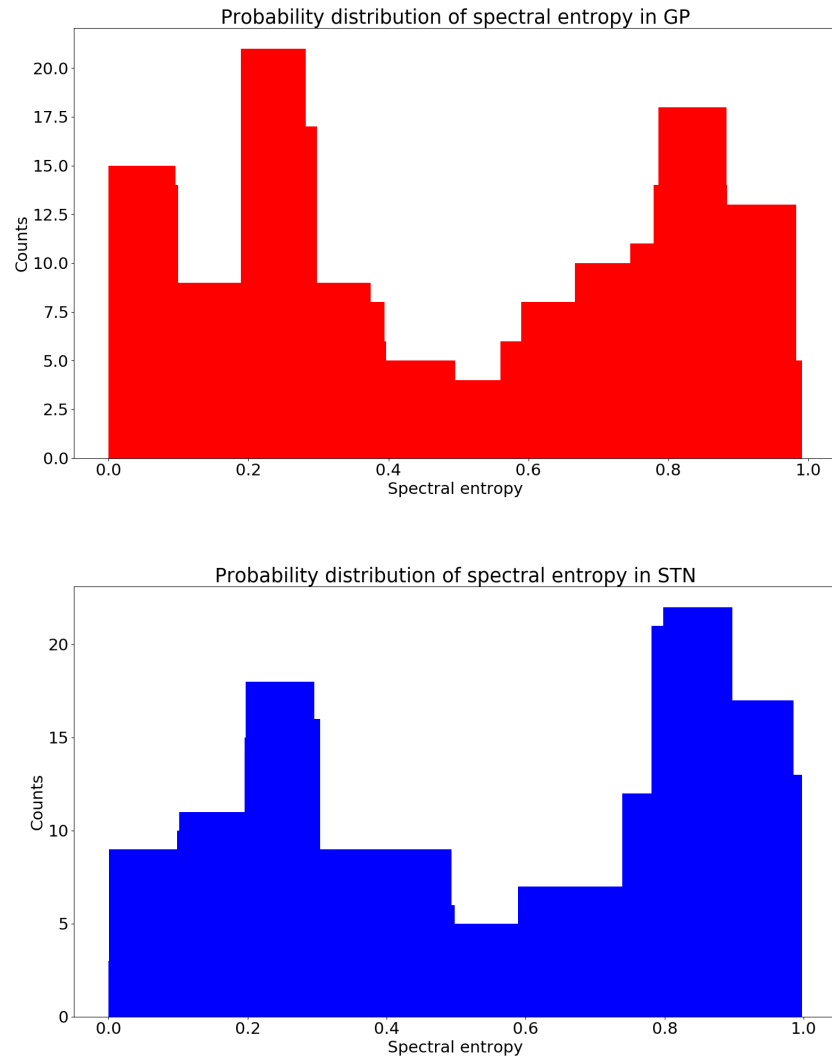 Probability distribution of spectral entropy in GP
20.0
17.5
15.0
12.5
10.0
7.5
5.0
2.5
0.0
Counts
0.0 0.2 0.4 0.6 0.8 1.0
Spectral entropy
Probability distribution of spectral entropy in STN
20
15
10
5
0
Counts
0.0 0.2 0.4 0.6 0.8 1.0
Spectral entropy